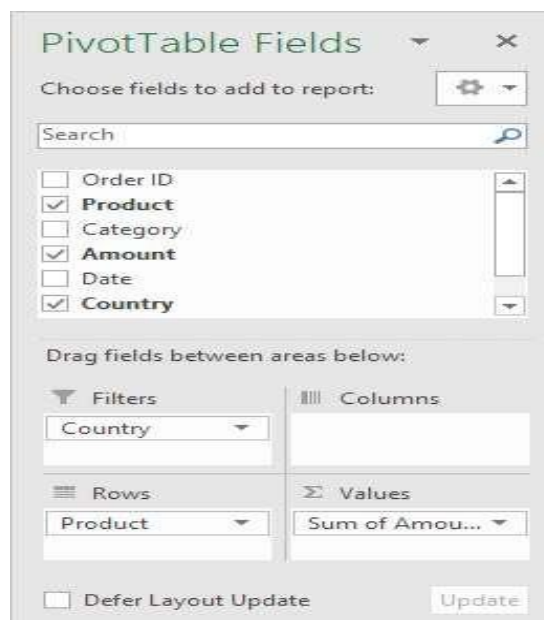 PivotTable Fields
Choose fields to add to report:
Search
Order ID
Product
Category
Amount
Date
Country
Drag fields between areas below:
Filters
Columns
Country
Rows
Σ Values
Product
Sum of Amou...
Defer Layout Update
Update